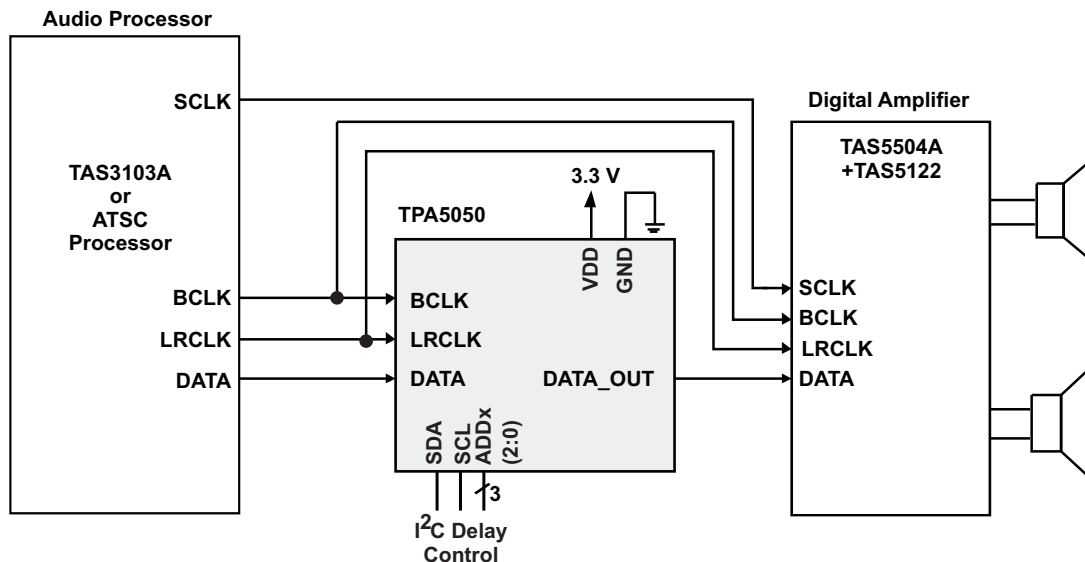 Audio Processor
SCLK
TAS3103A
or
ATSC
Processor
BCLK
LRCLK
DATA
TPA5050
3.3 V
VDD
GND
BCLK
LRCLK
DATA
DATA_OUT
SDA
SCL
ADDx
(2:0)
3
I²C Delay
Control
Digital Amplifier
TAS5504A
+TAS5122
SCLK
BCLK
LRCLK
DATA